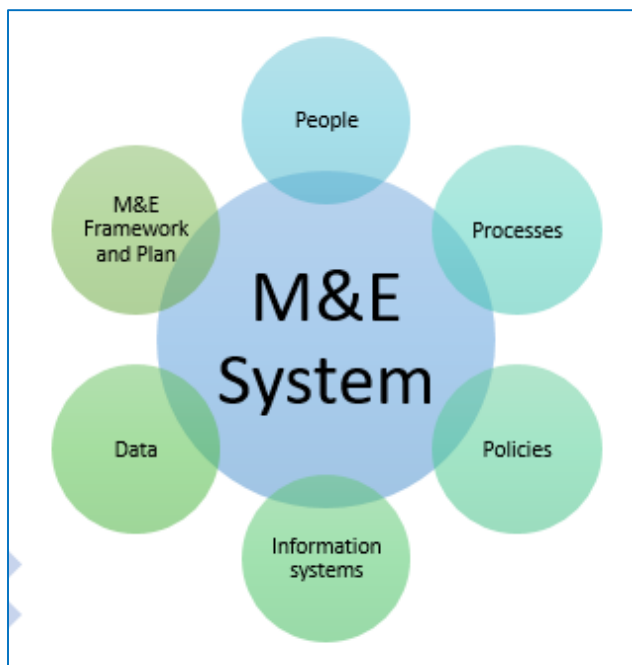 People
Processes
Policies
Information
systems
Data
M&E
Framework
and Plan
M&E
System